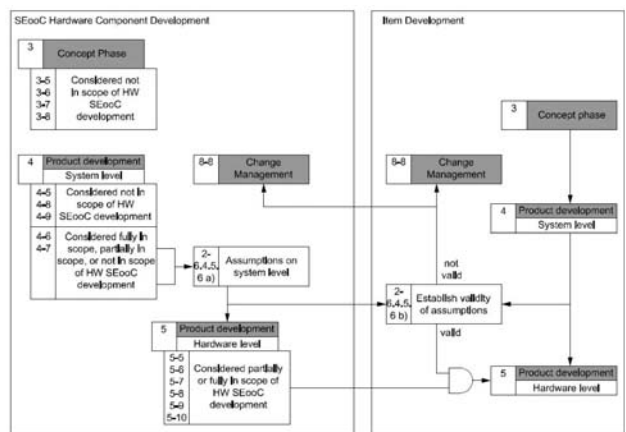 SEooC Hardware Component Development
3
Concept Phase
3-5
3-6
3-7
3-8
Considered not
in scope of HW
SEooC
development
4
Product development
System level
4-5
4-8
4-9
Considered not in
scope of HW
SEooC development
4-6
4-7
Considered fully in
scope, partially in
scope, or not in scope
of HW SEooC
development
8-8
Change
Management
2-
6.4.5.
6 a)
Assumptions on
system level
5
Product development
Hardware level
5-5
5-6
5-7
5-8
5-9
5-10
Considered partially
or fully in scope of
HW SEooC
development
Item Development
3
Concept phase
8-8
Change
Management
4
Product development
System level
not
valid
2-
6.4.5.
6 b)
Establish validity
of assumptions
valid
5
Product development
Hardware level